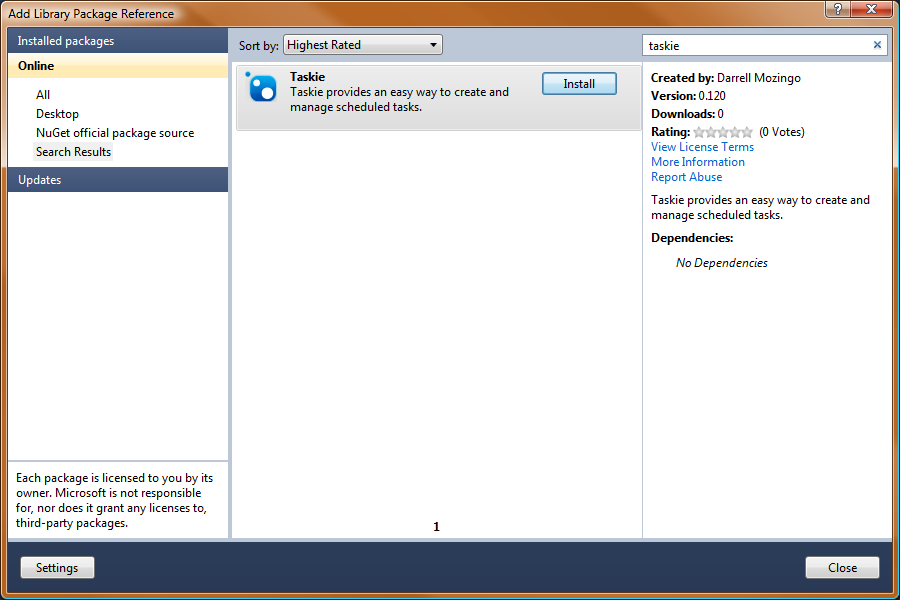 Add Library Package Reference
?
Installed packages
Online
All
Desktop
NuGet official package source
Search Results
Updates
Each package is licensed to you by its
owner. Microsoft is not responsible
for, nor does it grant any licenses to,
third-party packages.
Sort by: Highest Rated
Taskie
Taskie provides an easy way to create and
manage scheduled tasks.
Install
1
taskie
Created by: Darrell Mozingo
Version: 0.120
Downloads: 0
Rating: (0 Votes)
View License Terms
More Information
Report Abuse
Taskie provides an easy way to create and
manage scheduled tasks.
Dependencies:
No Dependencies
Settings
Close